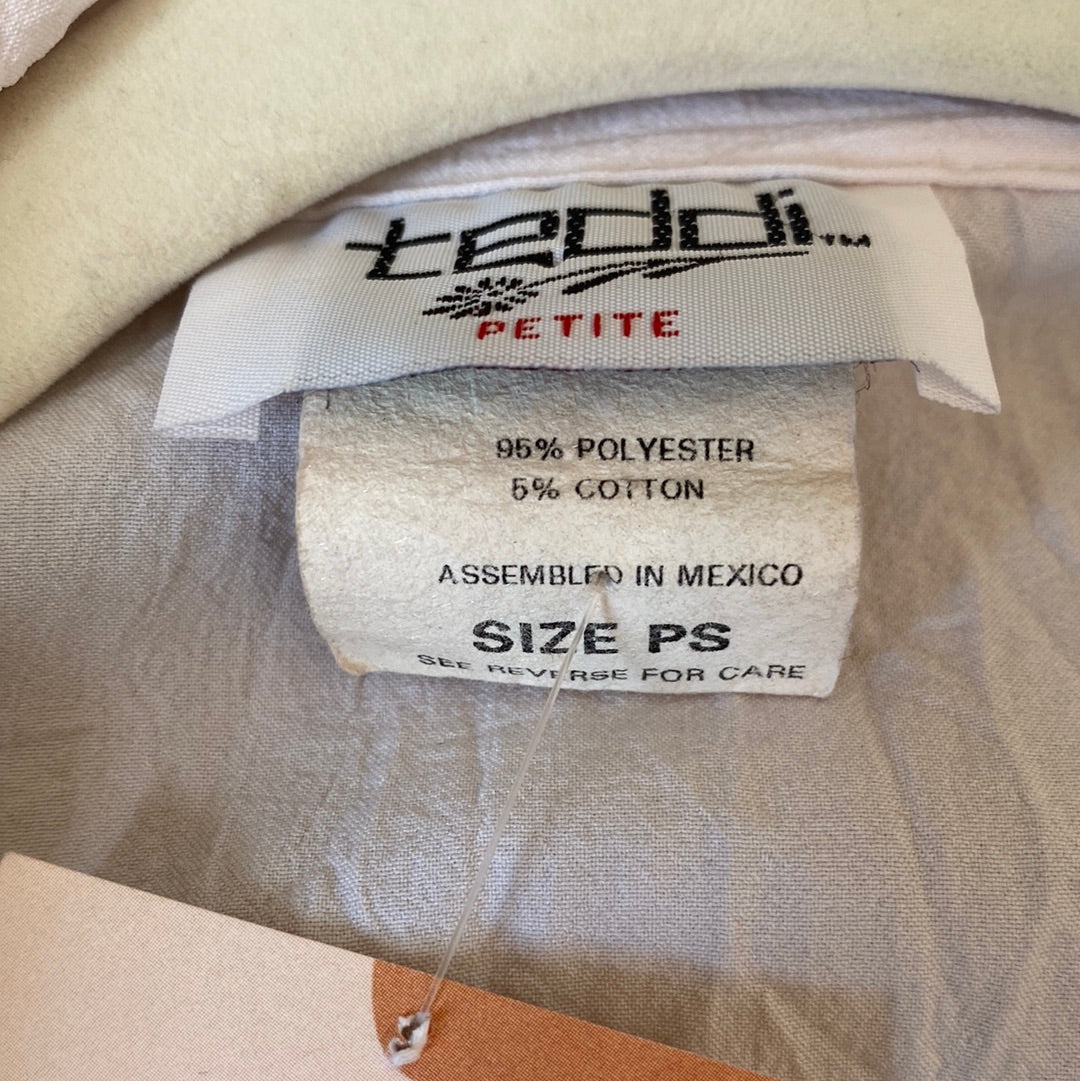 teddi™
PETITE
95% POLYESTER
5% COTTON
ASSEMBLED IN MEXICO
SIZE PS
SEE REVERSE FOR CARE